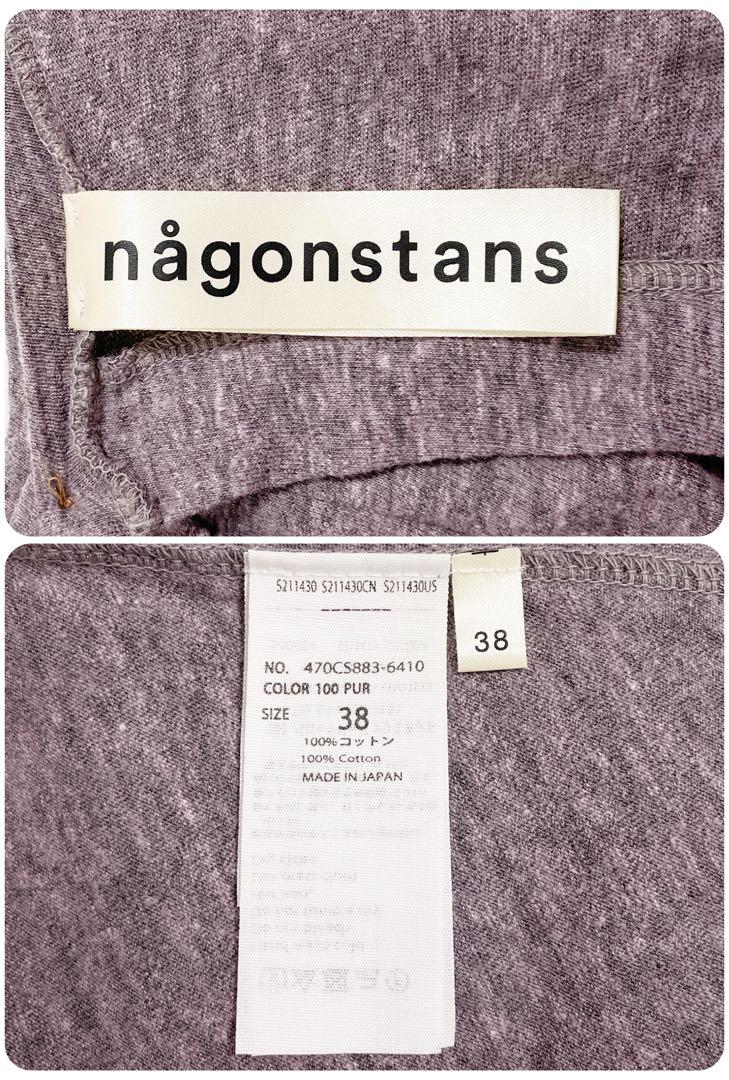 någonstans
S211430 S211430CN S211430US
NO. 470CS883-6410
COLOR 100 PUR
SIZE 38
100%コットン
100% Cotton
MADE IN JAPAN
38